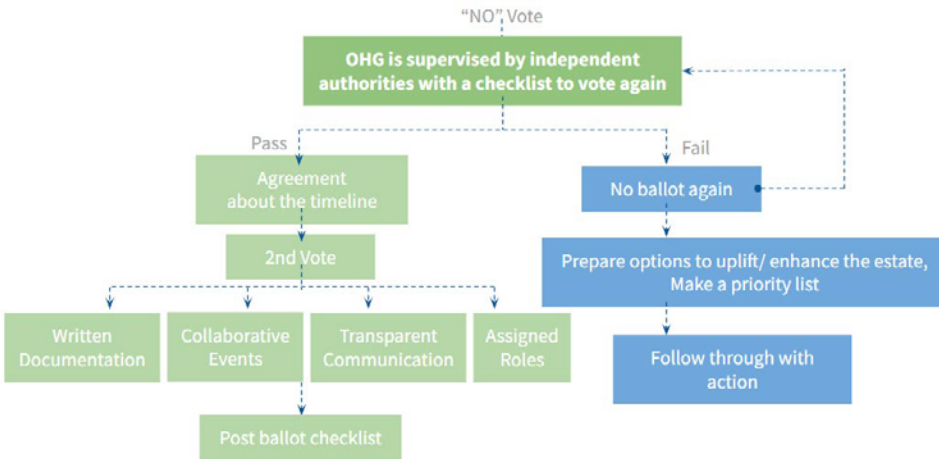 “NO” Vote
OHG is supervised by independent
authorities with a checklist to vote again
Pass
Fail
Agreement
about the timeline
No ballot again
2nd Vote
Prepare options to uplift/ enhance the estate,
Make a priority list
Written
Documentation
Collaborative
Events
Transparent
Communication
Assigned
Roles
Follow through with
action
Post ballot checklist